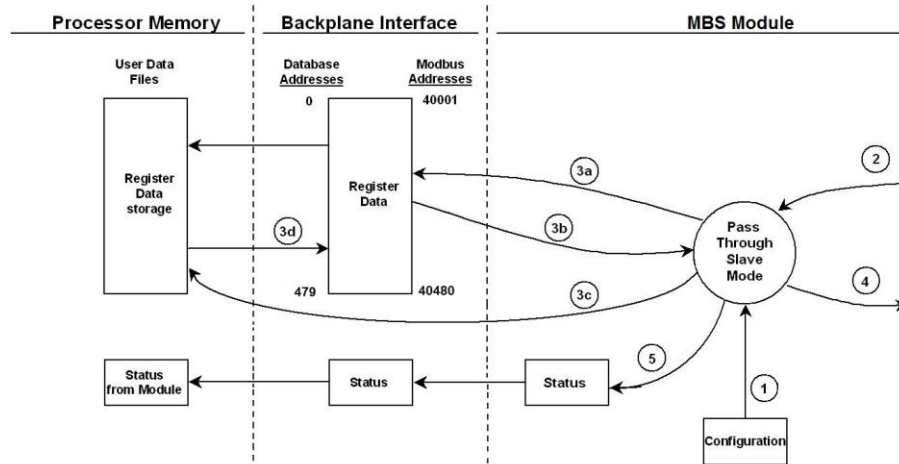 Processor Memory
Backplane Interface
MBS Module
User Data
Files
Database
Addresses
Modbus
Addresses
0
40001
Register
Data
storage
Register
Data
3a
2
3d
3b
Pass
Through
Slave
Mode
479
40480
3c
4
Status
from Module
Status
Status
5
1
Configuration